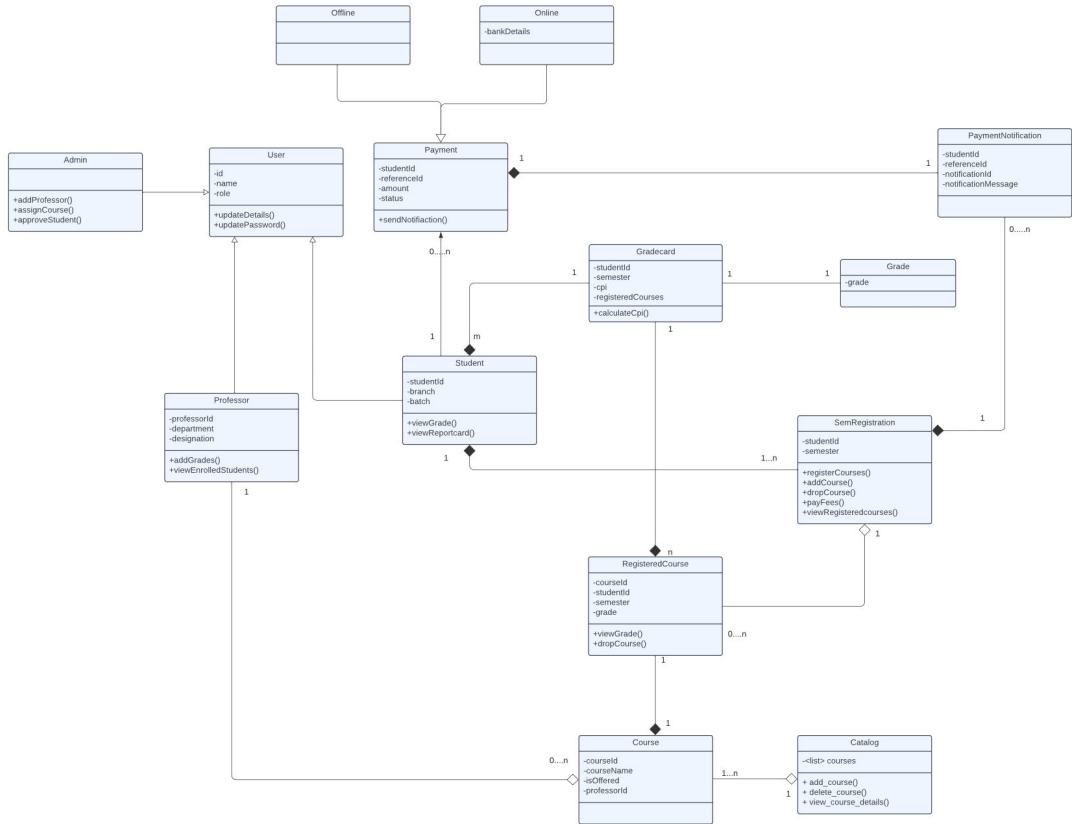 Offline
Online
-bankDetails
Admin
+addProfessor()
+assignCourse()
+approveStudent()
User
-id
-name
-role
+updateDetails()
+updatePassword()
Payment
-studentId
-referenceId
-amount
-status
+sendNotifiaction()
1
1
PaymentNotification
-studentId
-referenceId
-notificationId
-notificationMessage
0.....n
0.....n
Gradecard
-studentId
-semester
-cpi
-registeredCourses
+calculateCpi()
1
1
1
Grade
-grade
1
m
1
Student
-studentId
-branch
-batch
+viewGrade()
+viewReportcard()
Professor
-professorId
-department
-designation
+addGrades()
+viewEnrolledStudents()
SemRegistration
-studentId
-semester
+registerCourses()
+addCourse()
+dropCourse()
+payFees()
+viewRegisteredcourses()
1
1
1...n
1
1
n
RegisteredCourse
-courseId
-studentId
-semester
-grade
+viewGrade()
+dropCourse()
0....n
1
1
0....n
Course
-courseId
-courseName
-isOffered
-professorId
1...n
1
Catalog
-<list> courses
+ add_course()
+ delete_course()
+ view_course_details()